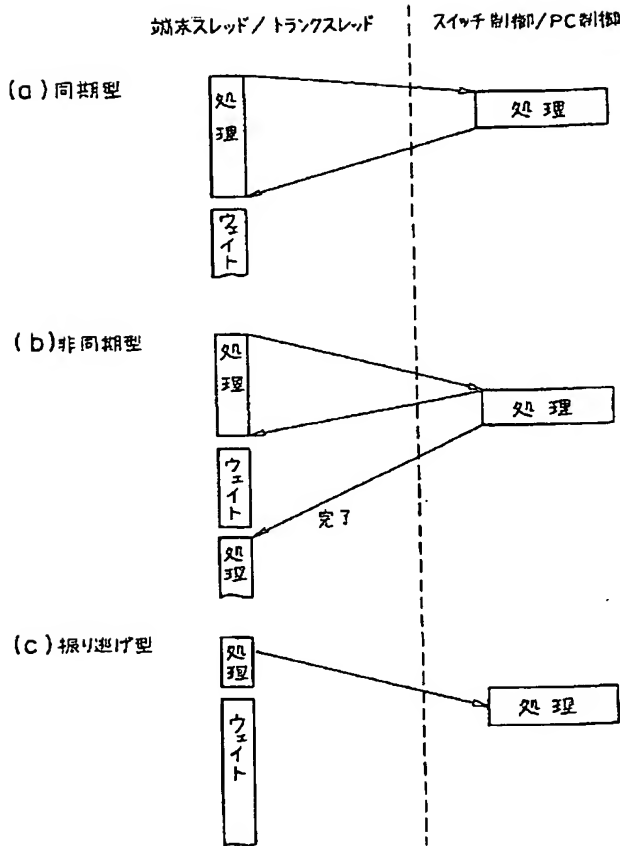 端末スレッド/トランクスレッド
スイッチ制御/PC制御
(a)同期型
処理
処理
ウェイト
(b)非同期型
処理
処理
ウェイト
完了
処理
(c)振り逃げ型
処理
処理
ウェイト